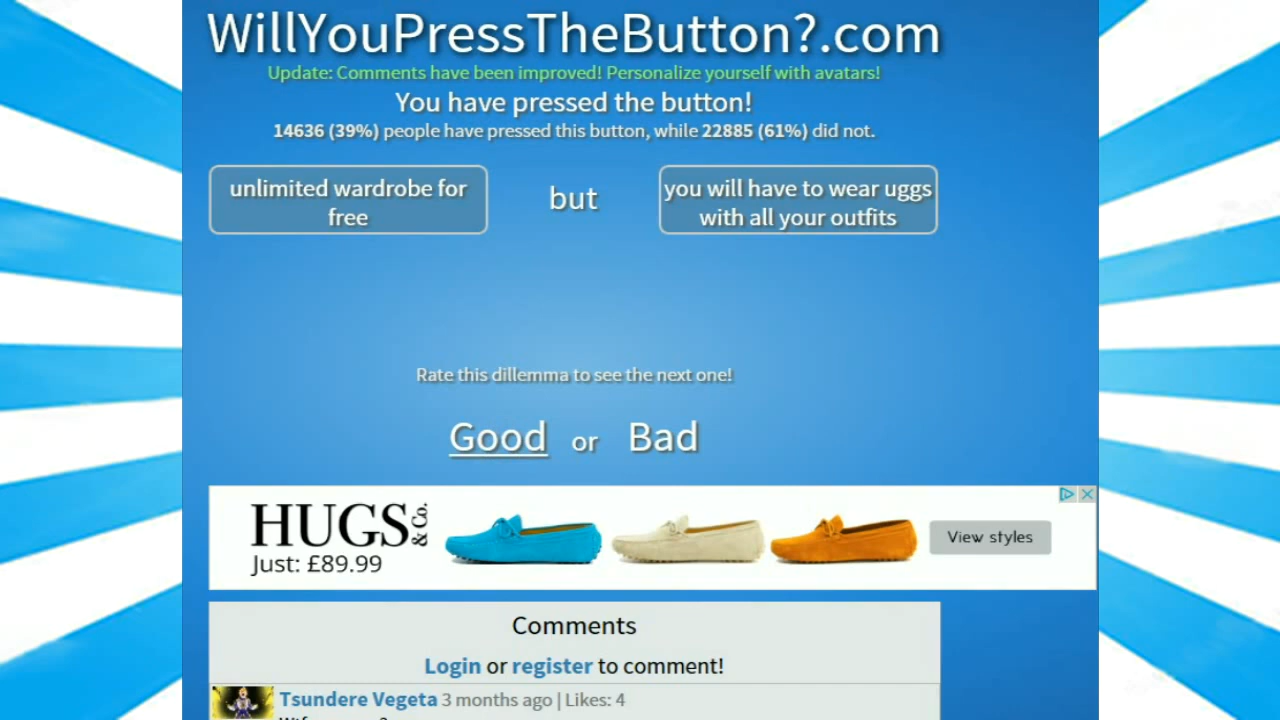 WillYouPressTheButton?.com
Update: Comments have been improved! Personalize yourself with avatars!
You have pressed the button!
14636 (39%) people have pressed this button, while 22885 (61%) did not.
unlimited wardrobe for
free
but
you will have to wear uggs
with all your outfits
Rate this dillemma to see the next one!
Good or Bad
HUGS & Co.
Just: £89.99
View styles
Comments
Login or register to comment!
Tsundere Vegeta 3 months ago | Likes: 4